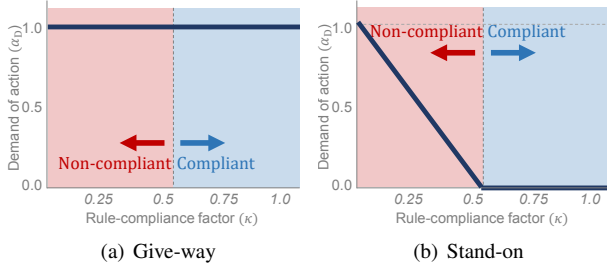 1.0
0.5
0.0
Demand of action (α_D)
Non-compliant Compliant
0.25 0.5 0.75 1.0
Rule-compliance factor (κ)
(a) Give-way
1.0
0.5
0.0
Demand of action (α_D)
Non-compliant Compliant
0.25 0.5 0.75 1.0
Rule-compliance factor (κ)
(b) Stand-on